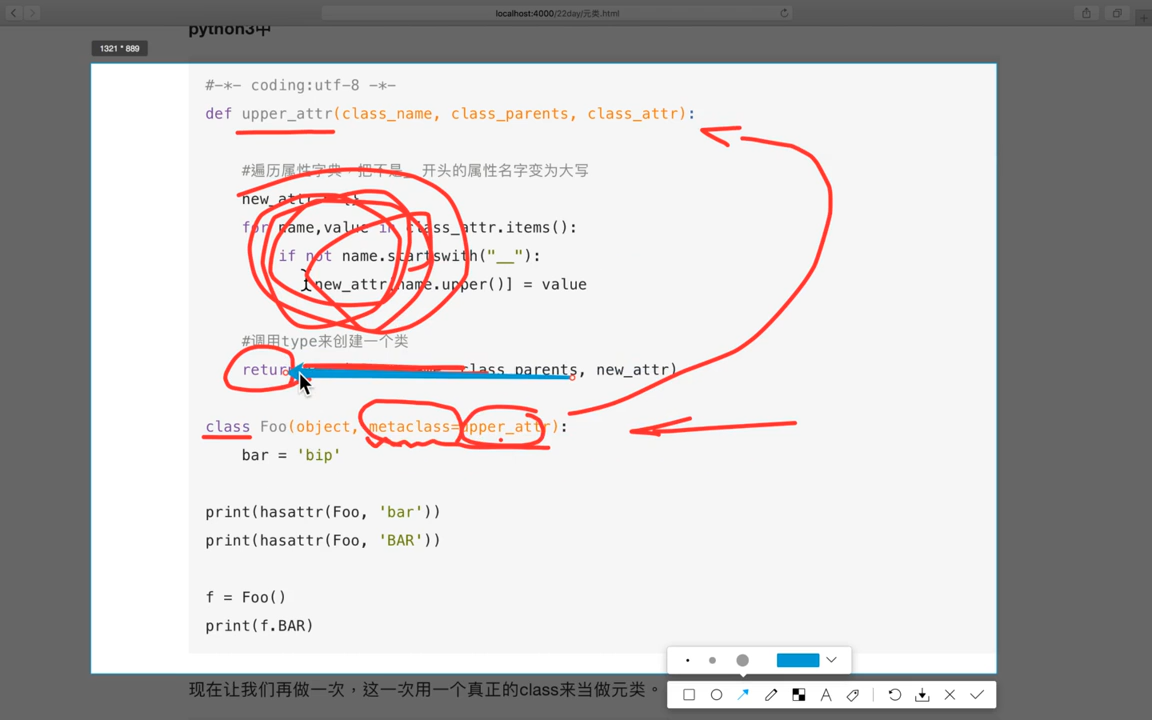 localhost:4000/22day/元类.html
python3中
1321 * 889
#-*- coding:utf-8 -*-
def upper_attr(class_name, class_parents, class_attr):
#遍历属性字典，把不是__开头的属性名字变为大写
new_attr = {}
for name,value in class_attr.items():
if not name.startswith("__"):
new_attr[name.upper()] = value
#调用type来创建一个类
return class_parents, new_attr)
class Foo(object, metaclass=upper_attr):
bar = 'bip'
print(hasattr(Foo, 'bar'))
print(hasattr(Foo, 'BAR'))
f = Foo()
print(f.BAR)
现在让我们再做一次，这一次用一个真正的class来当做元类。
A